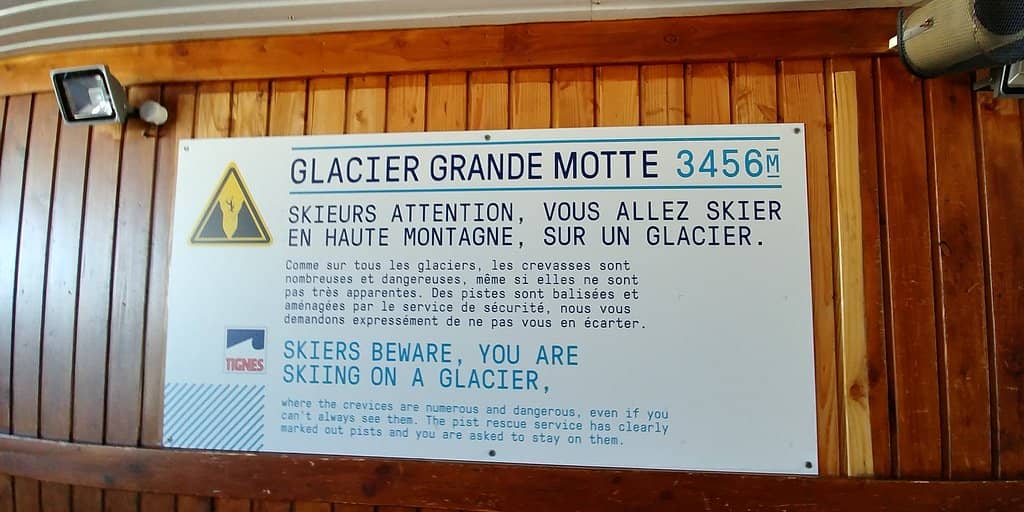 GLACIER GRANDE MOTTE 3456M
SKIEURS ATTENTION, VOUS ALLEZ SKIER
EN HAUTE MONTAGNE, SUR UN GLACIER.
Comme sur tous les glaciers, les crevasses sont
nombreuses et dangereuses, même si elles ne sont
pas très apparentes. Des pistes sont balisées et
aménagées par le service de sécurité, nous vous
demandons expressément de ne pas vous en écarter.
TIGNES
SKIERS BEWARE, YOU ARE
SKIING ON A GLACIER,
where the crevices are numerous and dangerous, even if you
can't always see them. The pist rescue service has clearly
marked out pists and you are asked to stay on them.